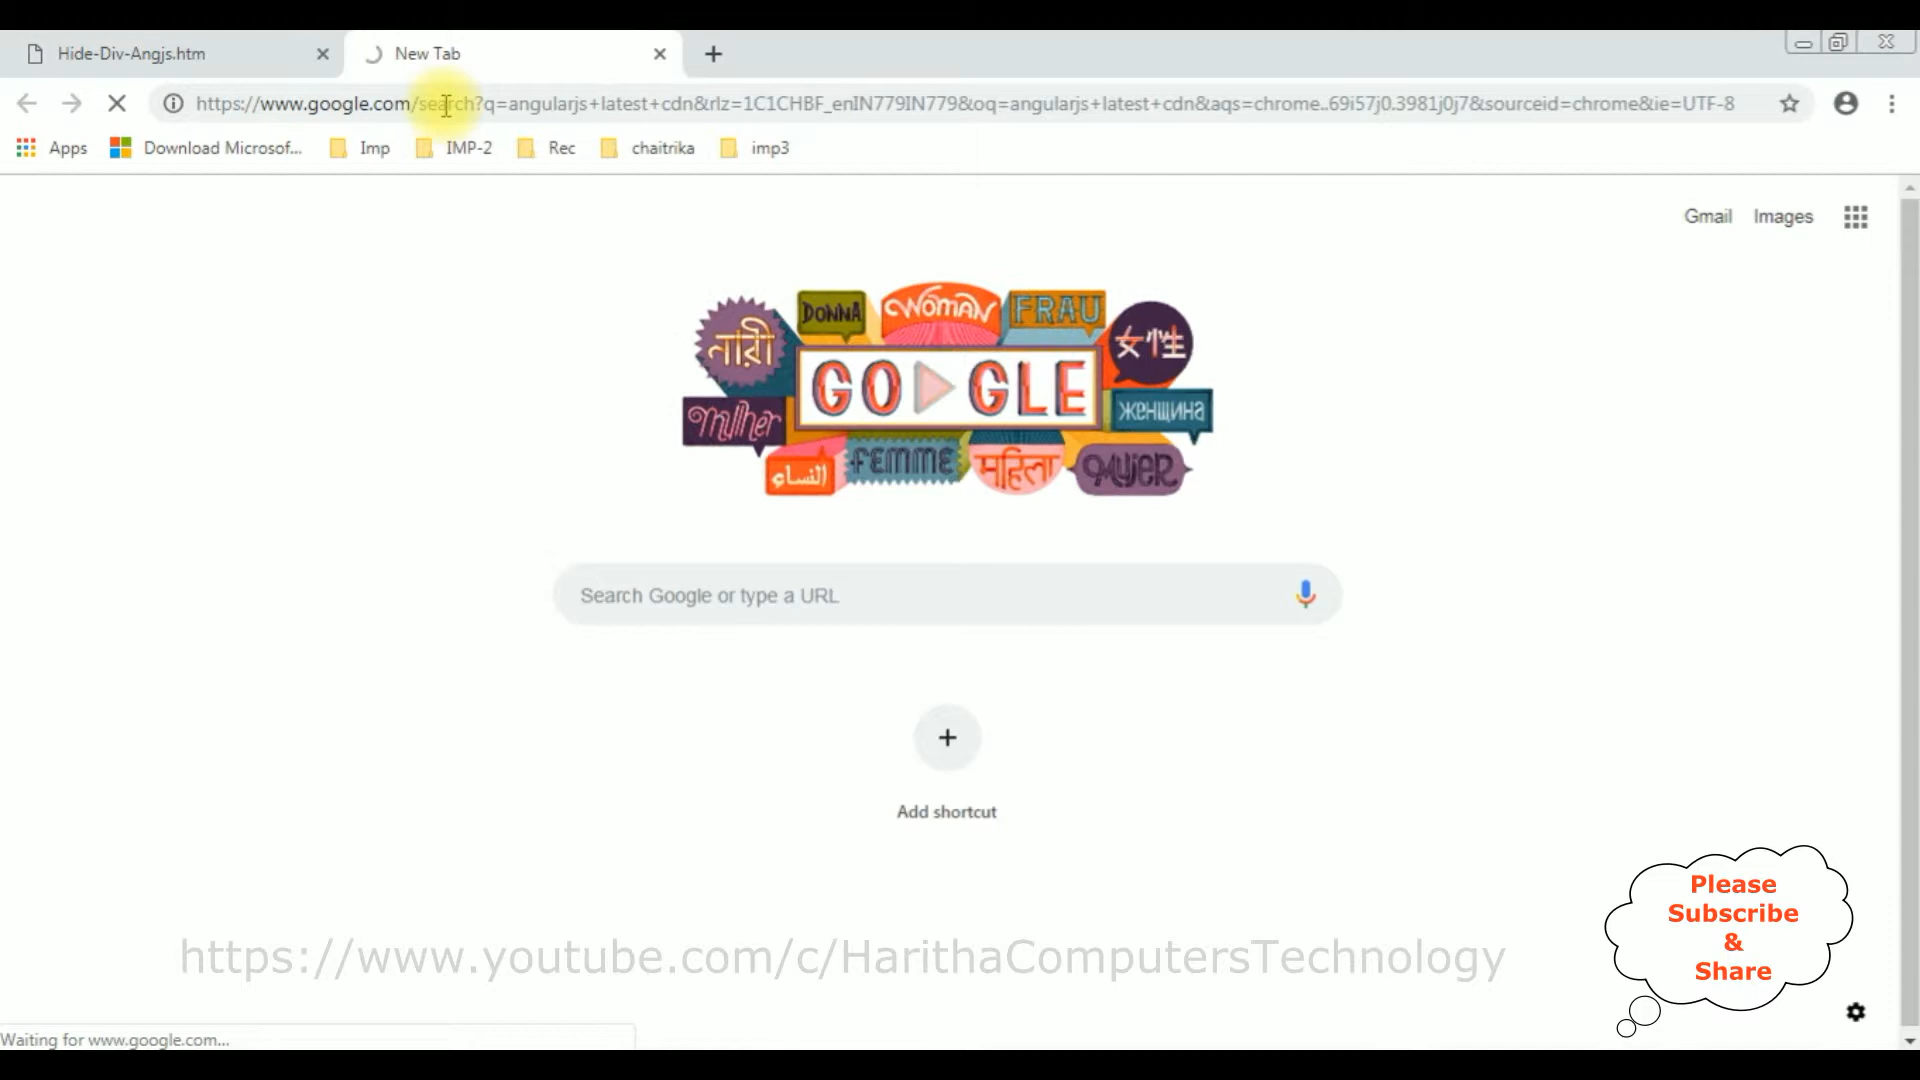 Hide-Div-Angjs.htm
New Tab
https://www.google.com/search?q=angularjs+latest+cdn&rlz=1C1CHBF_enIN779IN779&oq=angularjs+latest+cdn&aqs=chrome..69i57j0.3981j0j7&sourceid=chrome&ie=UTF-8
Apps
Download Microsof...
Imp
IMP-2
Rec
chaitrika
imp3
Gmail
Images
নারী
DONNA
WOMAN
FRAU
女性
GO GLE
mulher
ЖЕНЩИНА
النساء
FEMME
महिला
MUJER
Search Google or type a URL
Add shortcut
Please
Subscribe
&
Share
https://www.youtube.com/c/HarithaComputersTechnology
Waiting for www.google.com...